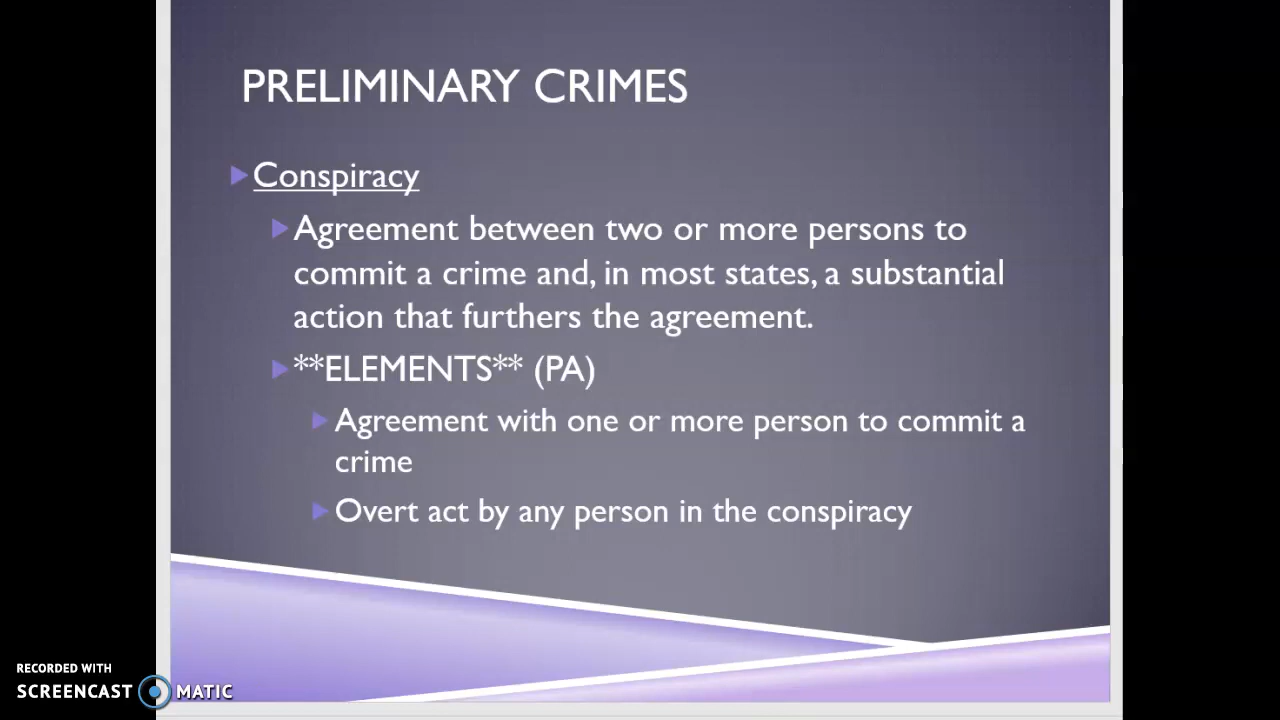 PRELIMINARY CRIMES
Conspiracy
Agreement between two or more persons to
commit a crime and, in most states, a substantial
action that furthers the agreement.
**ELEMENTS** (PA)
Agreement with one or more person to commit a
crime
Overt act by any person in the conspiracy
RECORDED WITH
SCREENCAST MATIC